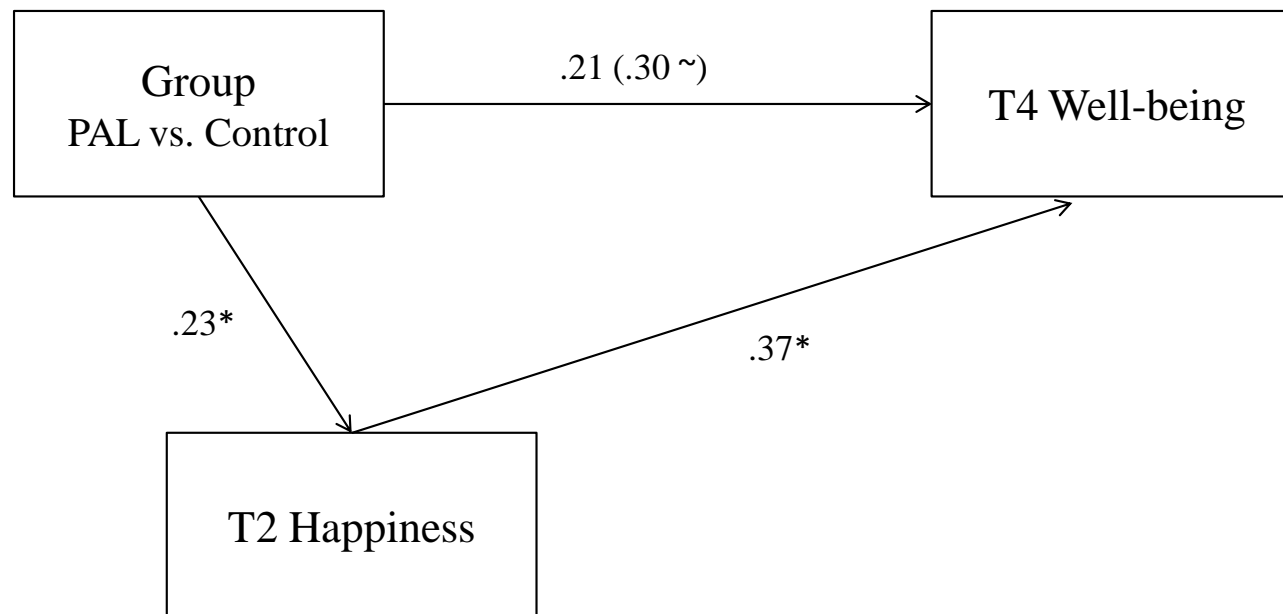 Group
PAL vs. Control
.21 (.30 ~)
T4 Well-being
.23*
.37*
T2 Happiness